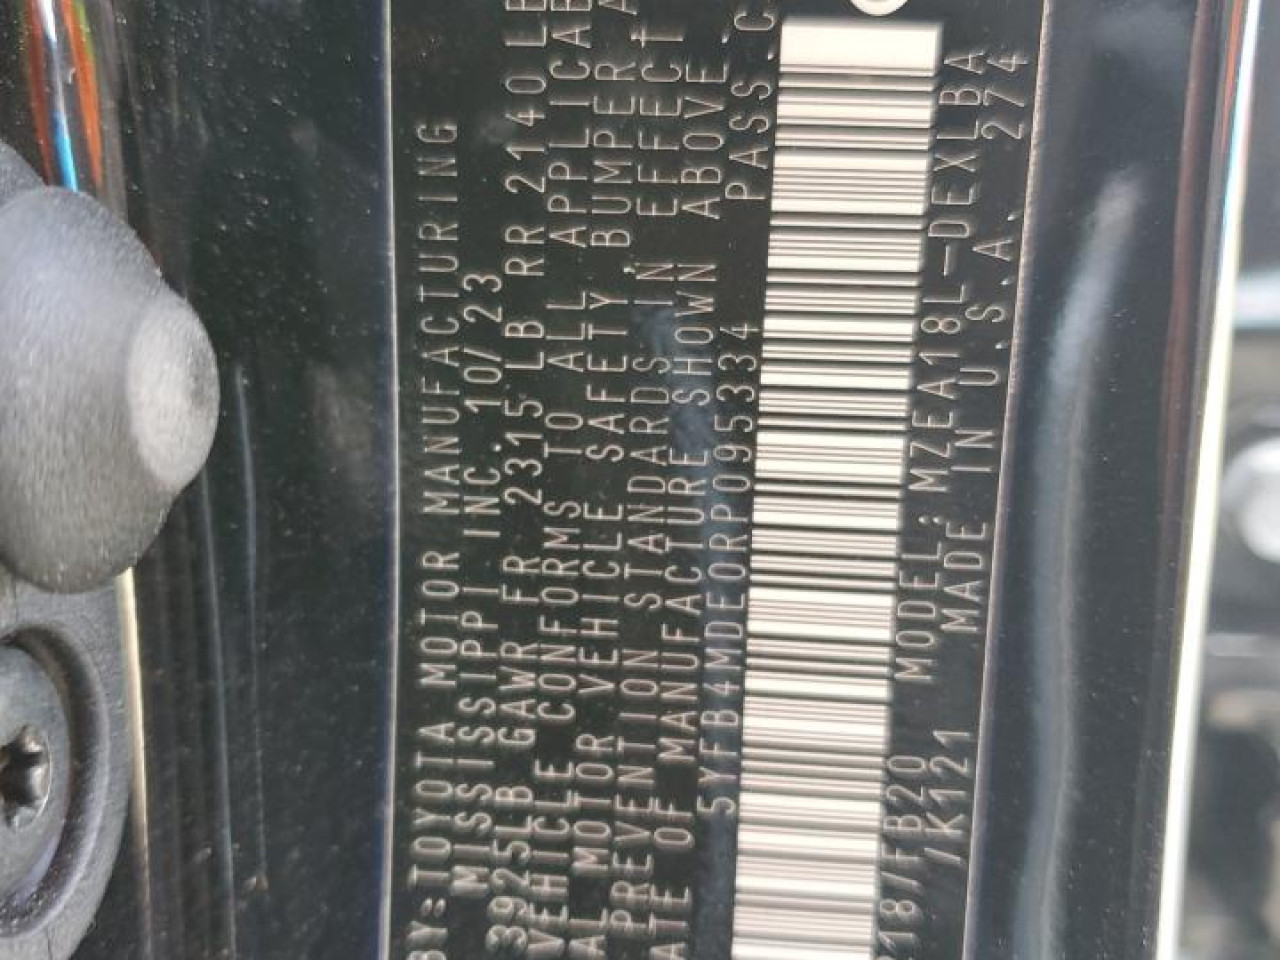 BY: TOYOTA MOTOR MANUFACTURING
MISSISSIPPI INC. 10/23
3925LB GAWR FR 2315 LB RR 2140 LB
VEHICLE CONFORMS TO ALL APPLICAB
AL MOTOR VEHICLE SAFETY BUMPER A
PREVENTION STANDARDS IN EFFECT
ATE OF MANUFACTURE SHOWN ABOVE.
5YFB4MDE0RP095334 PASS.C
187/FB20 MODEL: MZEA18L-DEXLBA
/K121 MADE IN U.S.A. 274